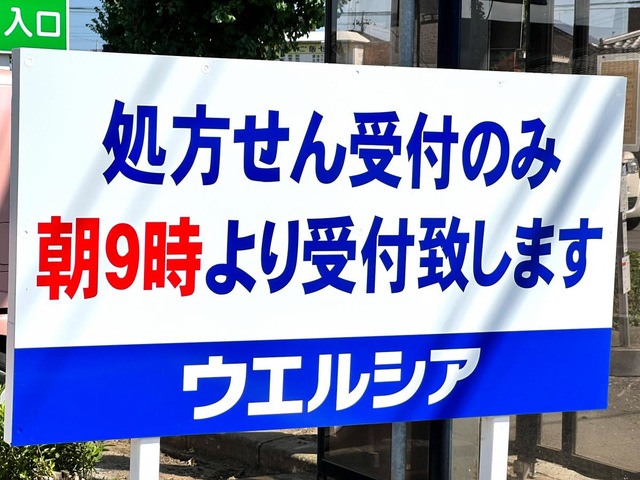 入口
処方せん受付のみ
朝9時より受付致します
ウエルシア